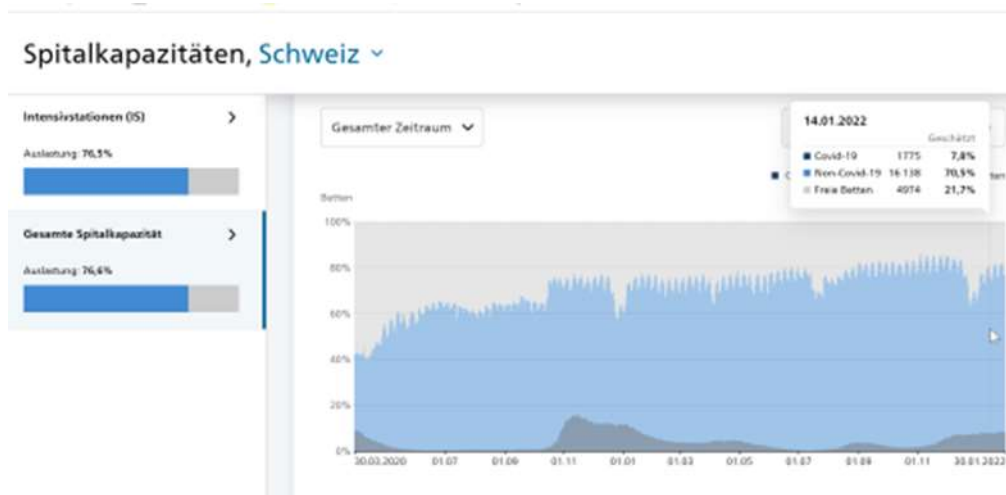 Spitalkapazitäten, Schweiz
Intensivstationen (IS)
Auslastung: 76,5%
Gesamte Spitalkapazität
Auslastung: 76,6%
Gesamter Zeitraum
14.01.2022
Geschätzt
Covid-19 1775 7,8%
Non-Covid-19 16 138 70,5%
Freie Betten 4974 21,7%
Betten
100%
80%
60%
40%
20%
0%
30.03.2020 01.07 01.09 01.11 01.01 01.03 01.05 01.07 01.09 01.11 30.01.2022